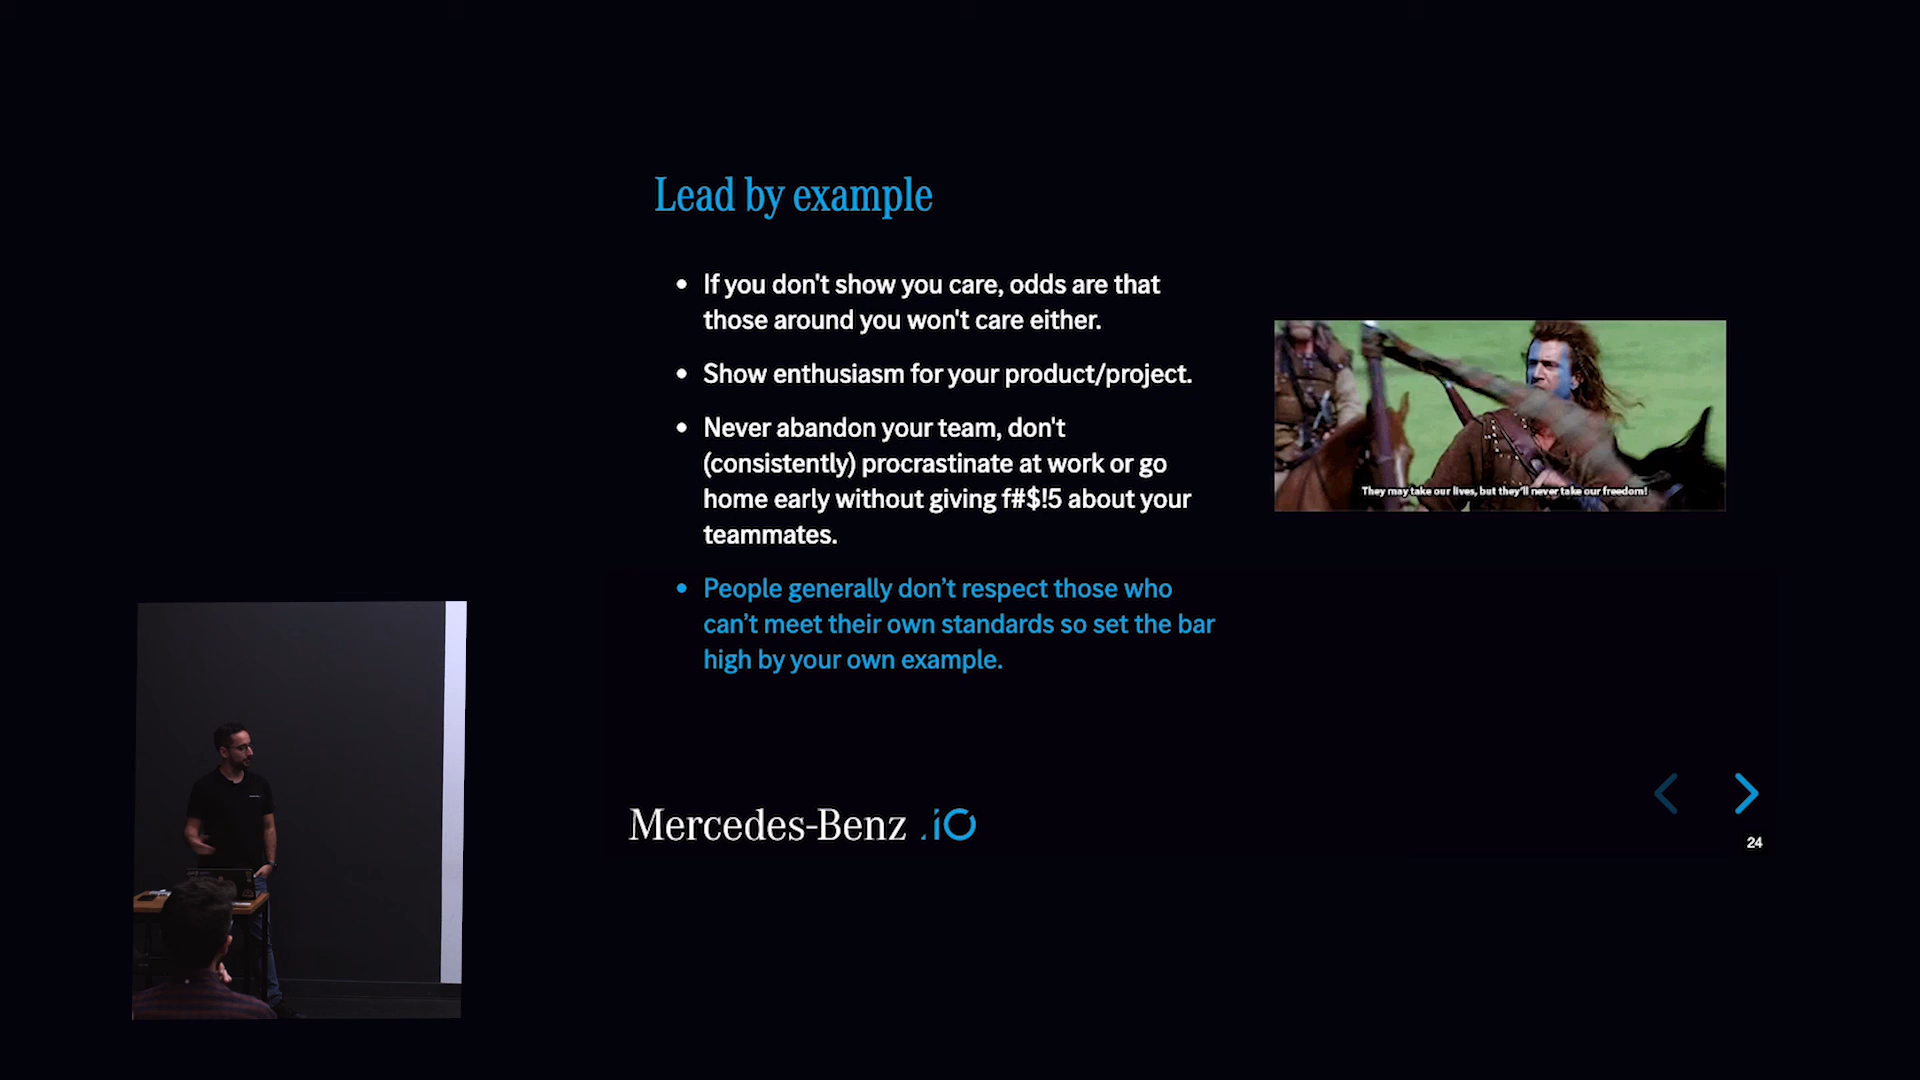 Lead by example
• If you don't show you care, odds are that
those around you won't care either.
• Show enthusiasm for your product/project.
• Never abandon your team, don't
(consistently) procrastinate at work or go
home early without giving f#$!5 about your
teammates.
• People generally don’t respect those who
can’t meet their own standards so set the bar
high by your own example.
They may take our lives, but they'll never take our freedom!
Mercedes-Benz .io
24